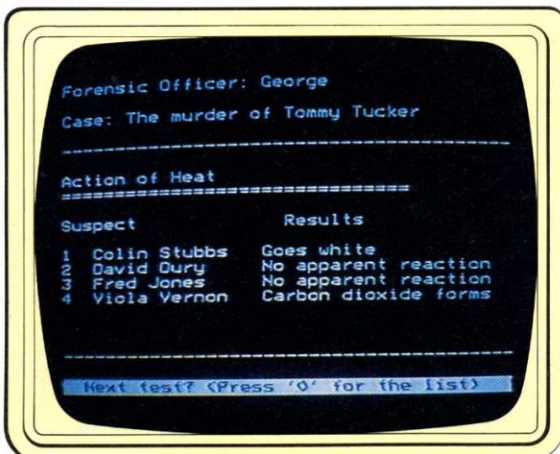 Forensic Officer: George
Case: The murder of Tommy Tucker
Action of Heat
Suspect Results
1 Colin Stubbs Goes white
2 David Oury No apparent reaction
3 Fred Jones No apparent reaction
4 Viola Vernon Carbon dioxide forms
Next test? (Press '0' for the list)